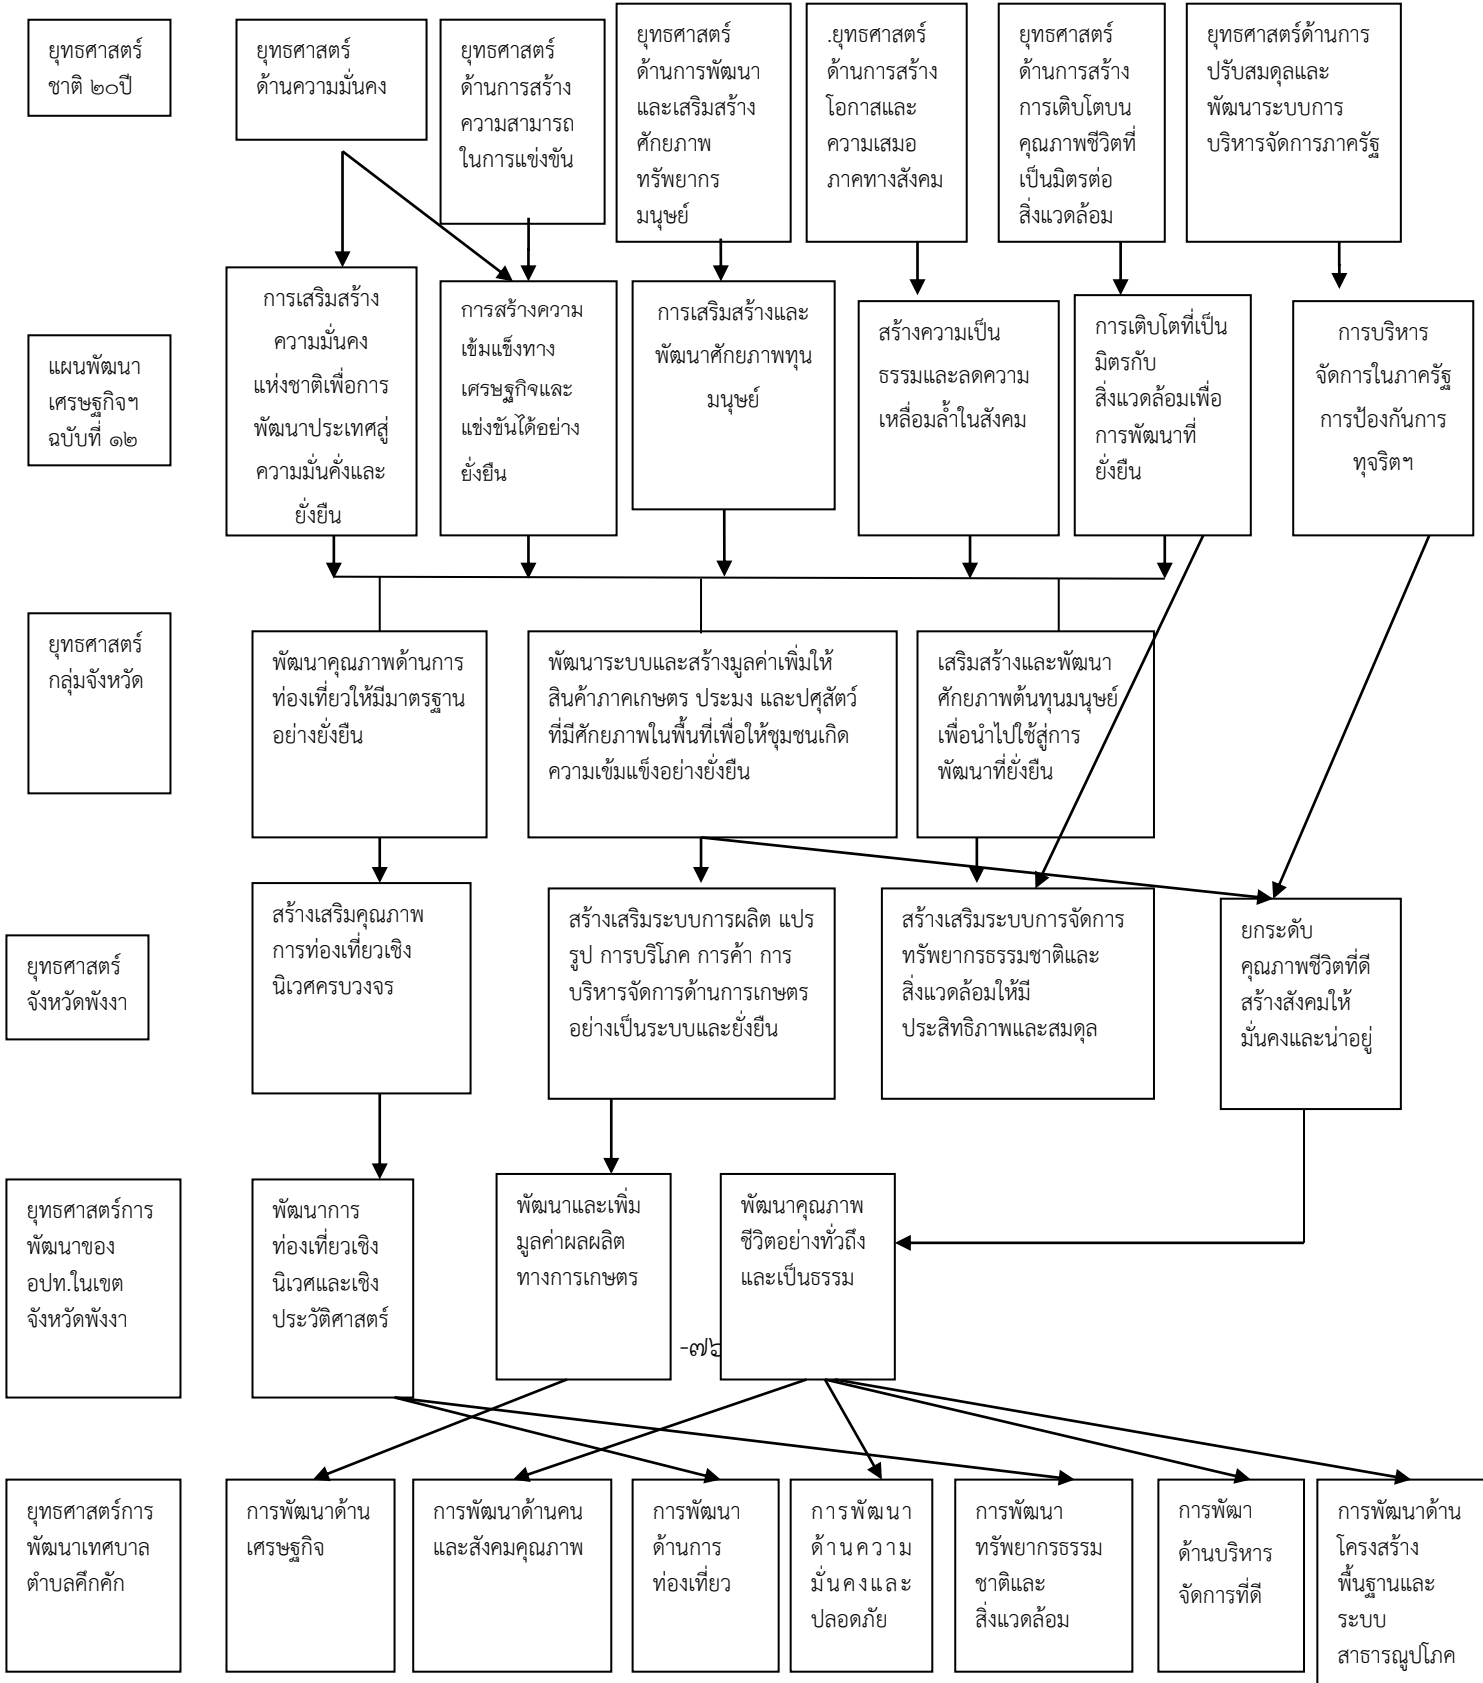 ยุทธศาสตร์
ชาติ ๒๐ปี
ยุทธศาสตร์
ด้านความมั่นคง
ยุทธศาสตร์
ด้านการสร้าง
ความสามารถ
ในการแข่งขัน
ยุทธศาสตร์
ด้านการพัฒนา
และเสริมสร้าง
ศักยภาพ
ทรัพยากร
มนุษย์
.ยุทธศาสตร์
ด้านการสร้าง
โอกาสและ
ความเสมอ
ภาคทางสังคม
ยุทธศาสตร์
ด้านการสร้าง
การเติบโตบน
คุณภาพชีวิตที่
เป็นมิตรต่อ
สิ่งแวดล้อม
ยุทธศาสตร์ด้านการ
ปรับสมดุลและ
พัฒนาระบบการ
บริหารจัดการภาครัฐ
แผนพัฒนา
เศรษฐกิจฯ
ฉบับที่ ๑๒
การเสริมสร้าง
ความมั่นคง
แห่งชาติเพื่อการ
พัฒนาประเทศสู่
ความมั่นคั่งและ
ยั่งยืน
การสร้างความ
เข้มแข็งทาง
เศรษฐกิจและ
แข่งขันได้อย่าง
ยั่งยืน
การเสริมสร้างและ
พัฒนาศักยภาพทุน
มนุษย์
สร้างความเป็น
ธรรมและลดความ
เหลื่อมล้ำในสังคม
การเติบโตที่เป็น
มิตรกับ
สิ่งแวดล้อมเพื่อ
การพัฒนาที่
ยั่งยืน
การบริหาร
จัดการในภาครัฐ
การป้องกันการ
ทุจริตฯ
ยุทธศาสตร์
กลุ่มจังหวัด
พัฒนาคุณภาพด้านการ
ท่องเที่ยวให้มีมาตรฐาน
อย่างยั่งยืน
พัฒนาระบบและสร้างมูลค่าเพิ่มให้
สินค้าภาคเกษตร ประมง และปศุสัตว์
ที่มีศักยภาพในพื้นที่เพื่อให้ชุมชนเกิด
ความเข้มแข็งอย่างยั่งยืน
เสริมสร้างและพัฒนา
ศักยภาพต้นทุนมนุษย์
เพื่อนำไปใช้สู่การ
พัฒนาที่ยั่งยืน
ยุทธศาสตร์
จังหวัดพังงา
สร้างเสริมคุณภาพ
การท่องเที่ยวเชิง
นิเวศครบวงจร
สร้างเสริมระบบการผลิต แปร
รูป การบริโภค การค้า การ
บริหารจัดการด้านการเกษตร
อย่างเป็นระบบและยั่งยืน
สร้างเสริมระบบการจัดการ
ทรัพยากรธรรมชาติและ
สิ่งแวดล้อมให้มี
ประสิทธิภาพและสมดุล
ยกระดับ
คุณภาพชีวิตที่ดี
สร้างสังคมให้
มั่นคงและน่าอยู่
ยุทธศาสตร์การ
พัฒนาของ
อปท.ในเขต
จังหวัดพังงา
พัฒนาการ
ท่องเที่ยวเชิง
นิเวศและเชิง
ประวัติศาสตร์
พัฒนาและเพิ่ม
มูลค่าผลผลิต
ทางการเกษตร
พัฒนาคุณภาพ
ชีวิตอย่างทั่วถึง
และเป็นธรรม
-๗๖
ยุทธศาสตร์การ
พัฒนาเทศบาล
ตำบลคึกคัก
การพัฒนาด้าน
เศรษฐกิจ
การพัฒนาด้านคน
และสังคมคุณภาพ
การพัฒนา
ด้านการ
ท่องเที่ยว
การพัฒนา
ด้านความ
มั่นคงและ
ปลอดภัย
การพัฒนา
ทรัพยากรธรรม
ชาติและ
สิ่งแวดล้อม
การพัฒา
ด้านบริหาร
จัดการที่ดี
การพัฒนาด้าน
โครงสร้าง
พื้นฐานและ
ระบบ
สาธารณูปโภค